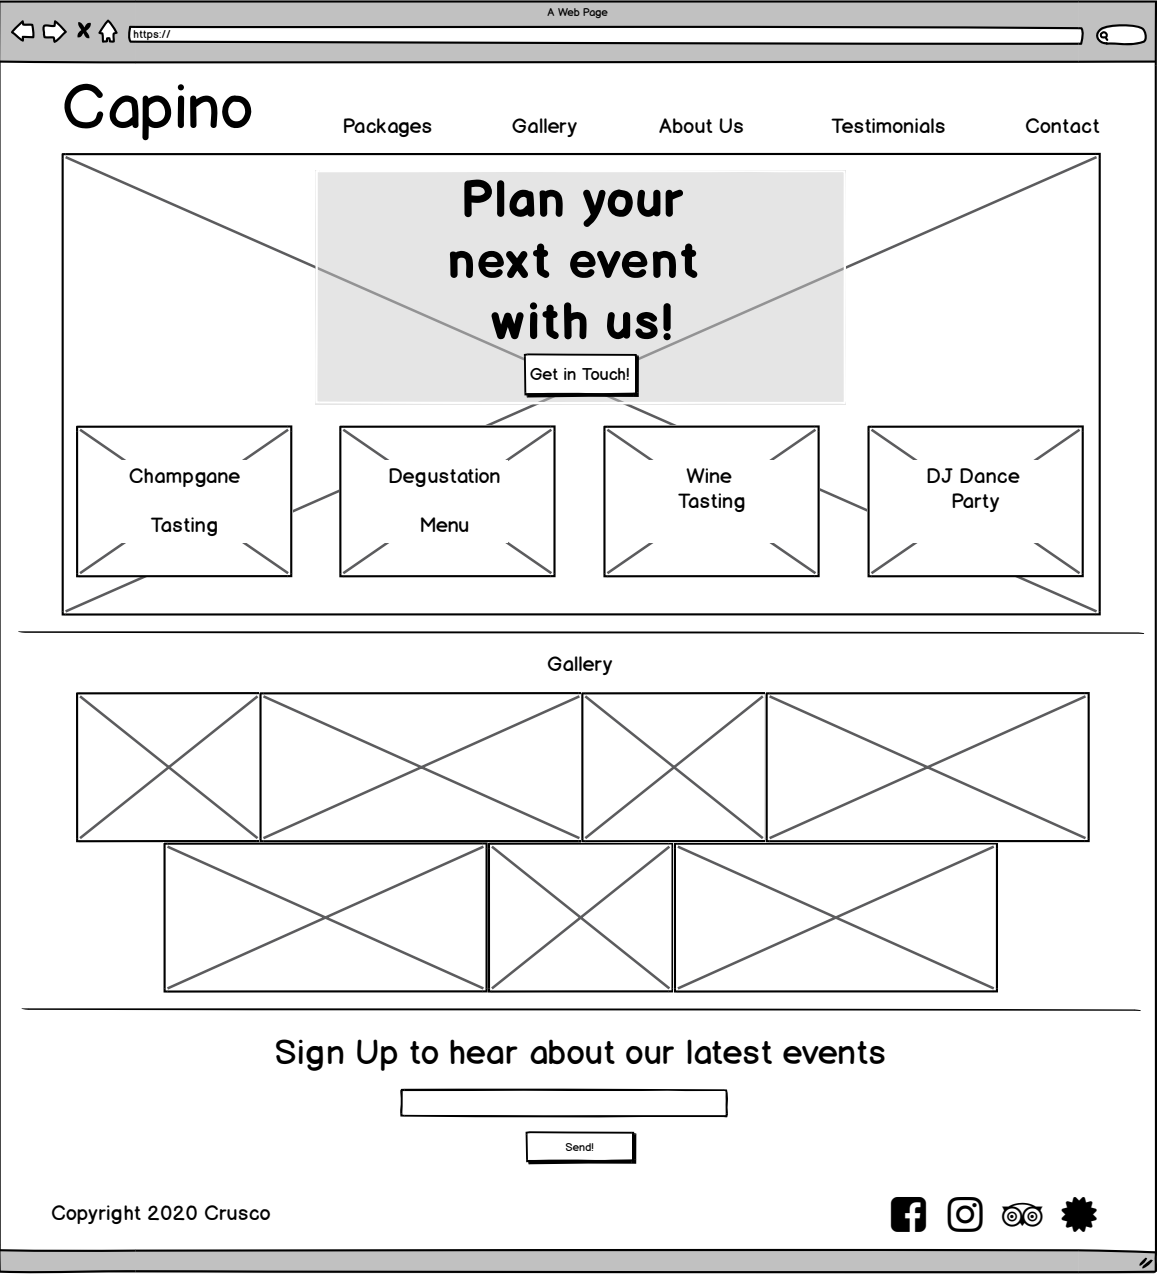 A Web Page
https://
Capino
Packages
Gallery
About Us
Testimonials
Contact
Plan your
next event
with us!
Get in Touch!
Champgane
Tasting
Degustation
Menu
Wine
Tasting
DJ Dance
Party
Gallery
Sign Up to hear about our latest events
Send!
Copyright 2020 Crusco